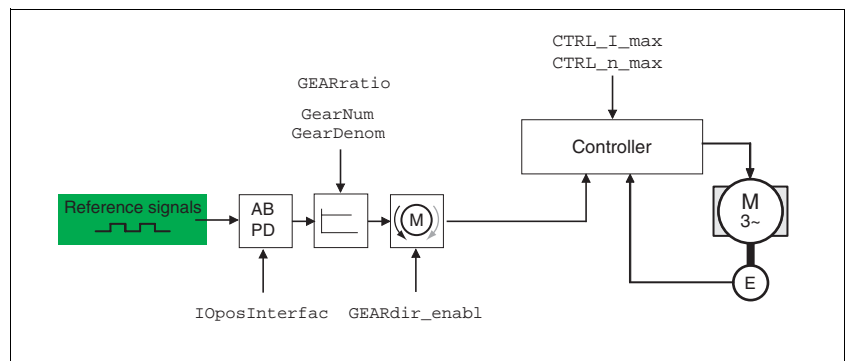 CTRL_I_max
CTRL_n_max
GEARratio
GearNum
GearDenom
Controller
Reference signals
AB
PD
M
M
3~
E
IOposInterfac
GEARdir_enabl